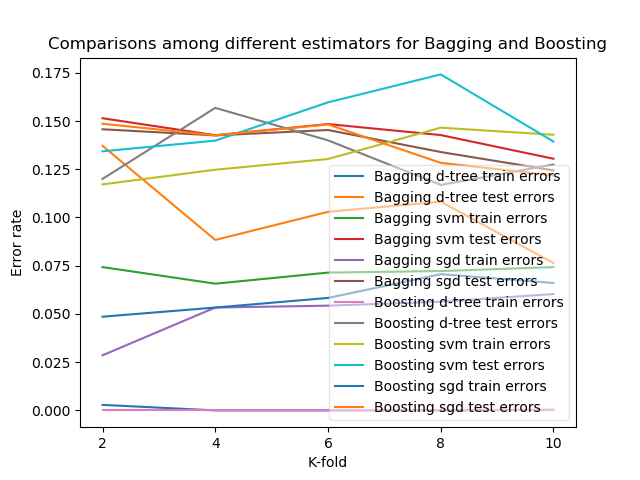 Comparisons among different estimators for Bagging and Boosting
0.175
0.150
0.125
0.100
0.075
0.050
0.025
0.000
Error rate
Bagging d-tree train errors
Bagging d-tree test errors
Bagging svm train errors
Bagging svm test errors
Bagging sgd train errors
Bagging sgd test errors
Boosting d-tree train errors
Boosting d-tree test errors
Boosting svm train errors
Boosting svm test errors
Boosting sgd train errors
Boosting sgd test errors
2 4 6 8 10
K-fold